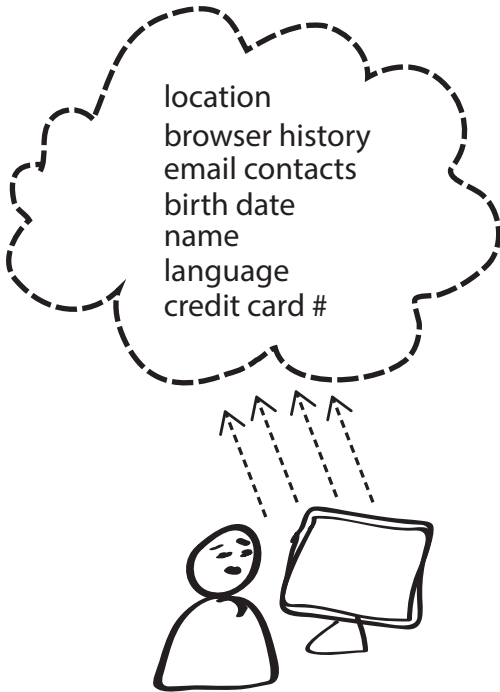 location
browser history
email contacts
birth date
name
language
credit card #